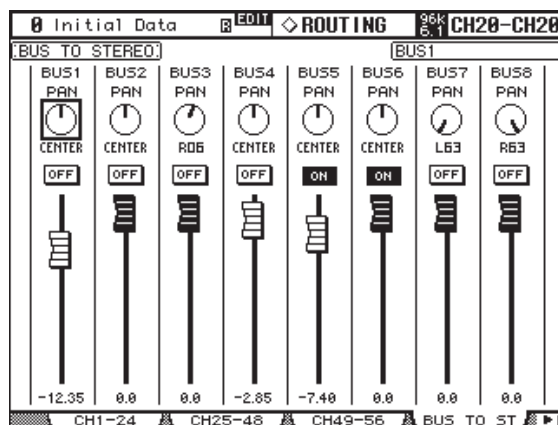 0 Initial Data R EDIT ◇ROUTING 96k 6.1 CH20-CH20
BUS TO STEREO BUS1
BUS1 BUS2 BUS3 BUS4 BUS5 BUS6 BUS7 BUS8
PAN PAN PAN PAN PAN PAN PAN PAN
CENTER CENTER R06 CENTER CENTER CENTER L63 R63
OFF OFF OFF OFF ON ON OFF OFF
-12.35 0.0 0.0 -2.85 -7.40 0.0 0.0 0.0
CH1-24 CH25-48 CH49-56 BUS TO ST